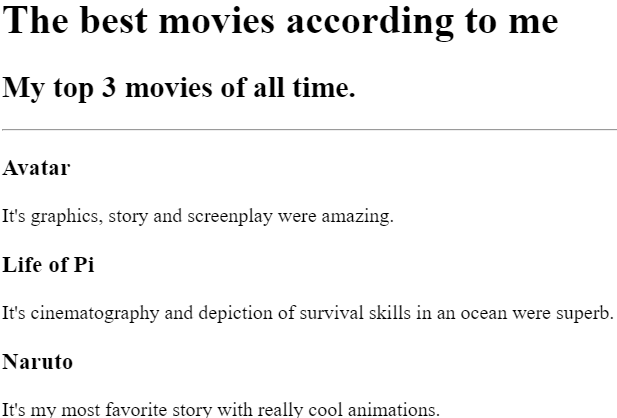 The best movies according to me
My top 3 movies of all time.
Avatar
It's graphics, story and screenplay were amazing.
Life of Pi
It's cinematography and depiction of survival skills in an ocean were superb.
Naruto
It's my most favorite story with really cool animations.